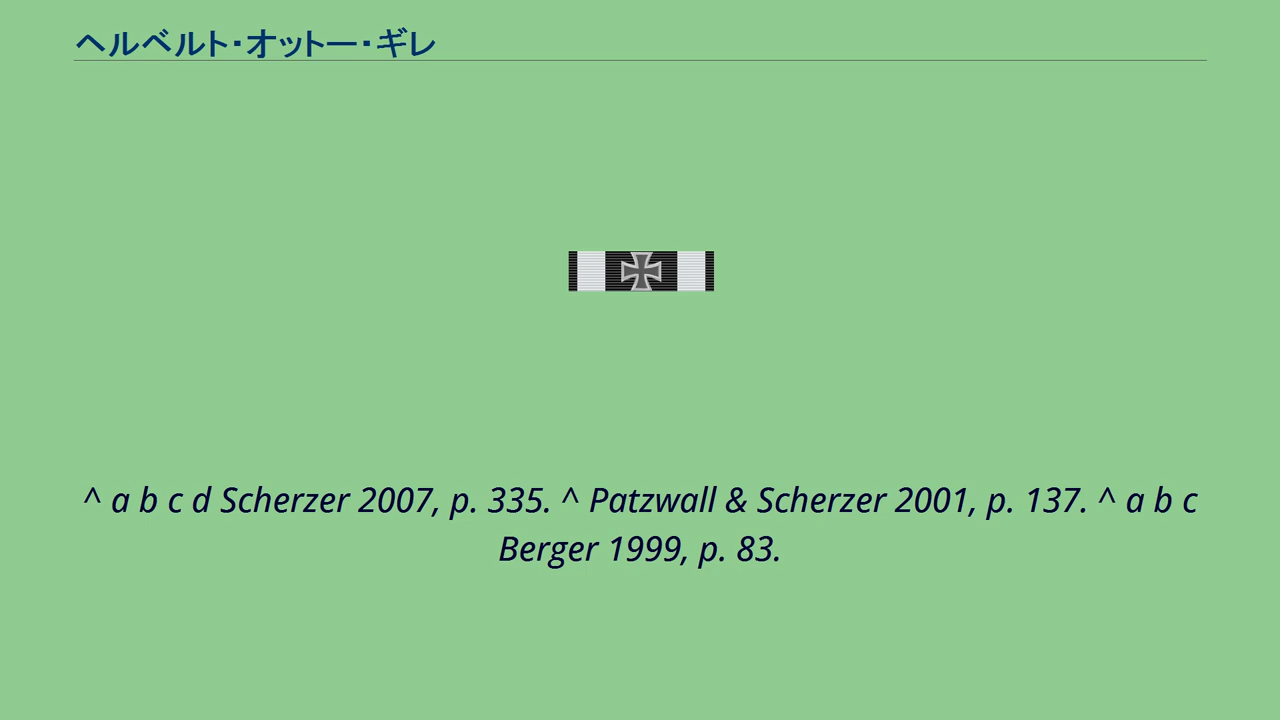 ヘルベルト・オットー・ギレ
^ a b c d Scherzer 2007, p. 335. ^ Patzwall & Scherzer 2001, p. 137. ^ a b c
Berger 1999, p. 83.